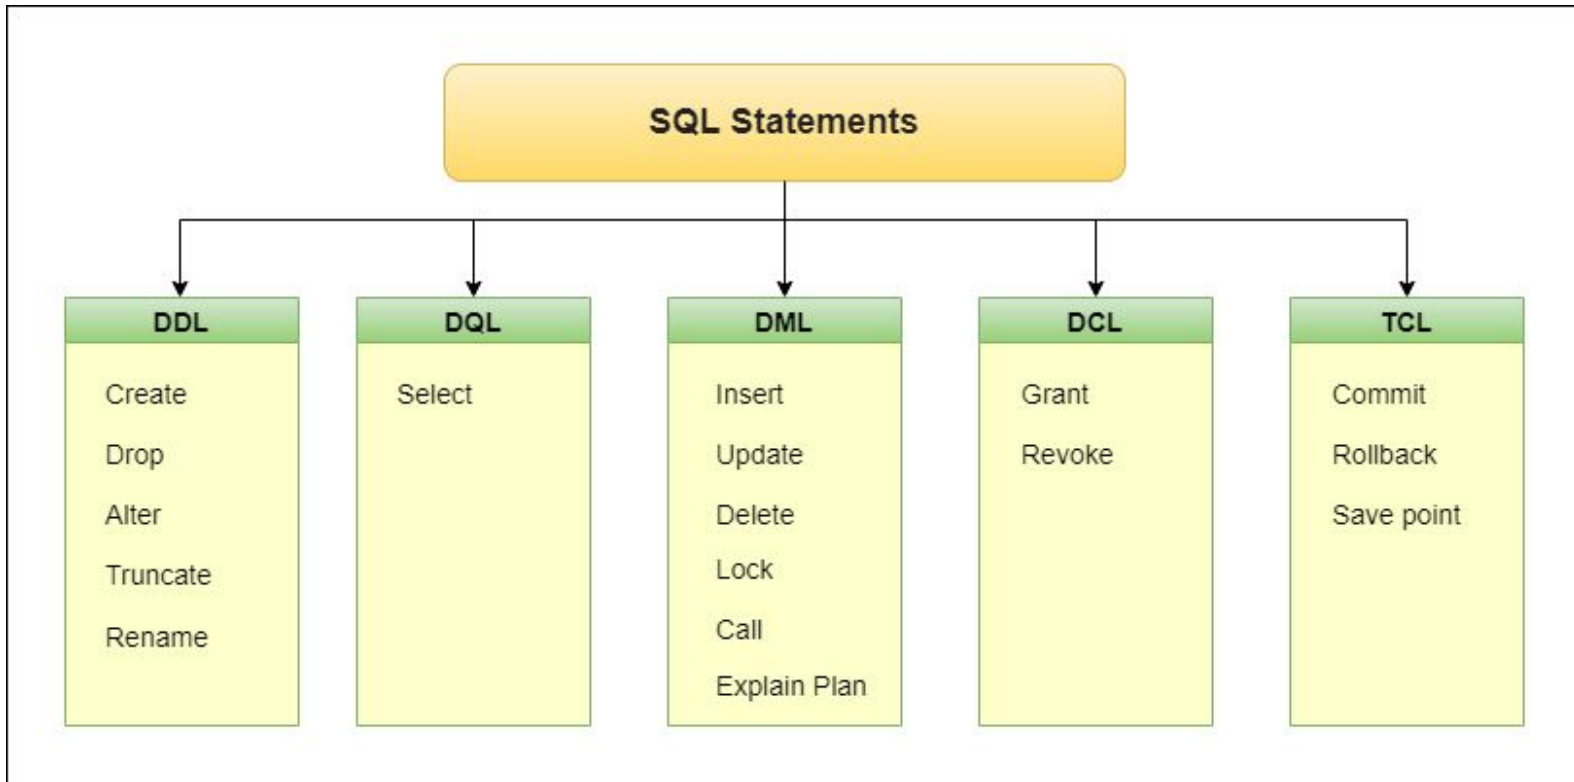 SQL Statements
DDL
Create
Drop
Alter
Truncate
Rename
DQL
Select
DML
Insert
Update
Delete
Lock
Call
Explain Plan
DCL
Grant
Revoke
TCL
Commit
Rollback
Save point